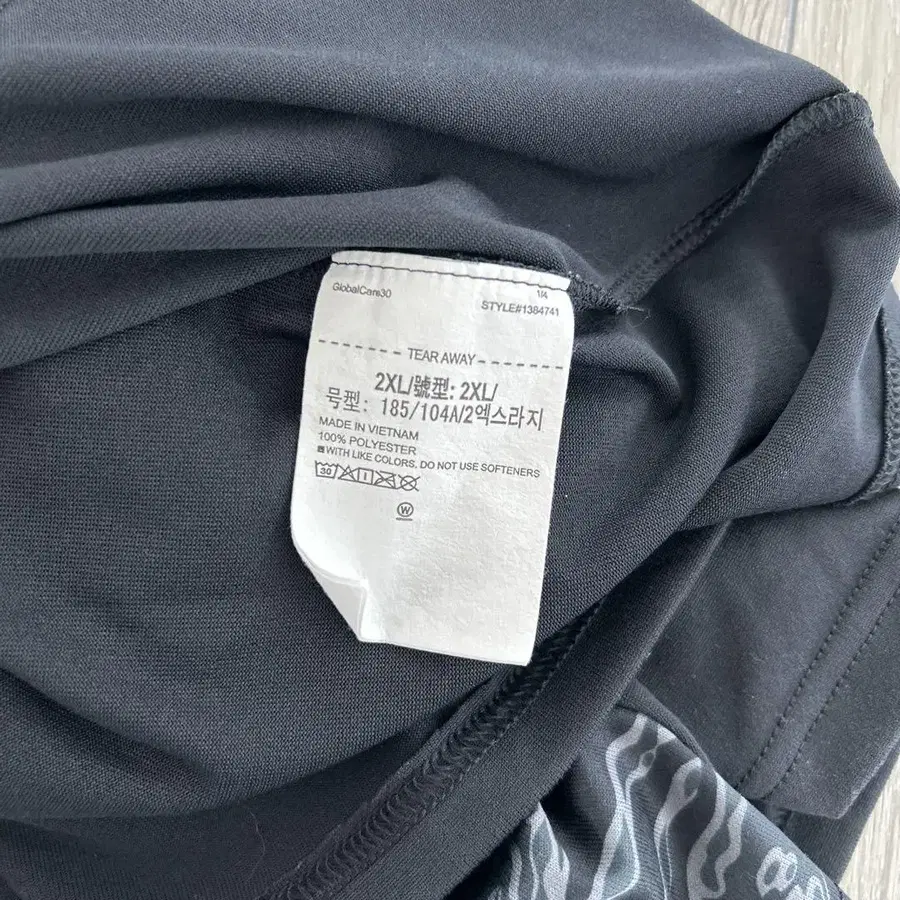 GlobalCare30
1/4
STYLE#1384741
TEAR AWAY
2XL/號型: 2XL/
号型: 185/104A/2엑스라지
MADE IN VIETNAM
100% POLYESTER
WITH LIKE COLORS, DO NOT USE SOFTENERS
30
W